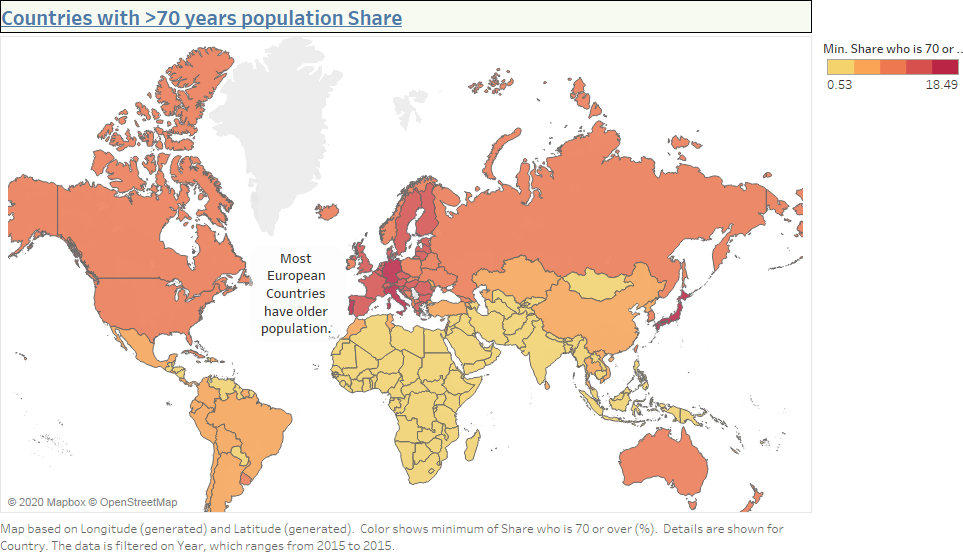 Countries with >70 years population Share
Min. Share who is 70 or ..
0.53 18.49
Most
European
Countries
have older
population.
© 2020 Mapbox © OpenStreetMap
Map based on Longitude (generated) and Latitude (generated).  Color shows minimum of Share who is 70 or over (%).  Details are shown for
Country. The data is filtered on Year, which ranges from 2015 to 2015.